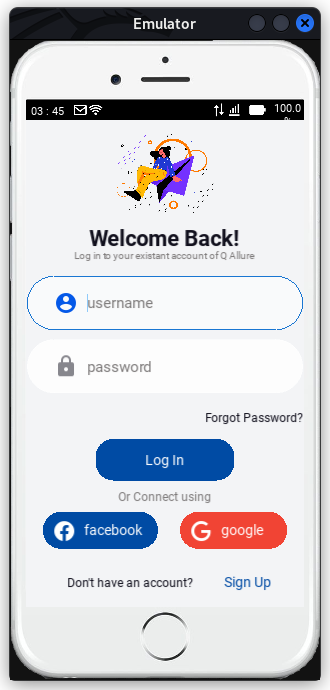 Emulator
03 : 45
100.0
%
Welcome Back!
Log in to your existant account of Q Allure
username
password
Forgot Password?
Log In
Or Connect using
facebook
google
Don't have an account? Sign Up